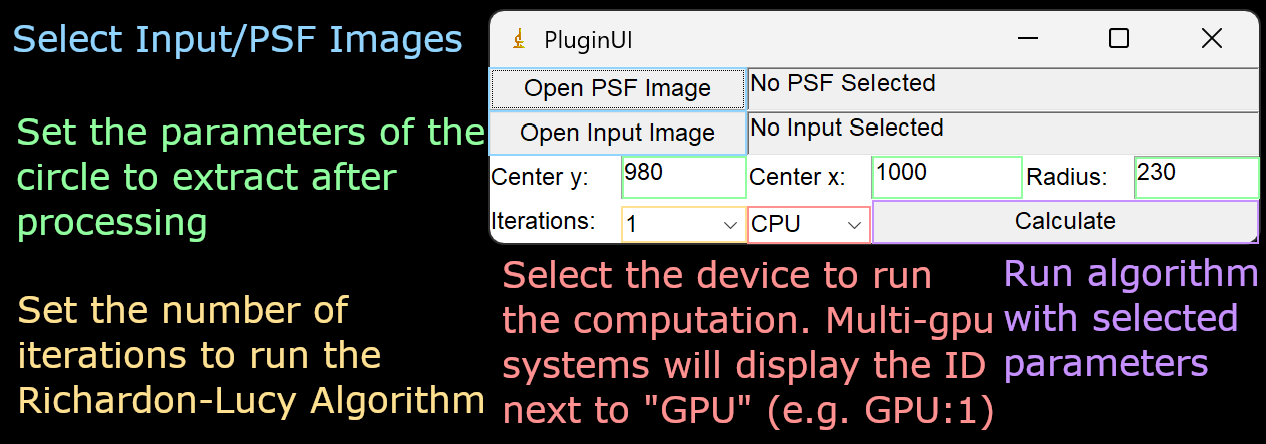 Select Input/PSF Images
Set the parameters of the
circle to extract after
processing
Set the number of
iterations to run the
Richardon-Lucy Algorithm
PluginUI
Open PSF Image No PSF Selected
Open Input Image No Input Selected
Center y: 980 Center x: 1000 Radius: 230
Iterations: 1 CPU Calculate
Select the device to run
the computation. Multi-gpu
systems will display the ID
next to "GPU" (e.g. GPU:1)
Run algorithm
with selected
parameters